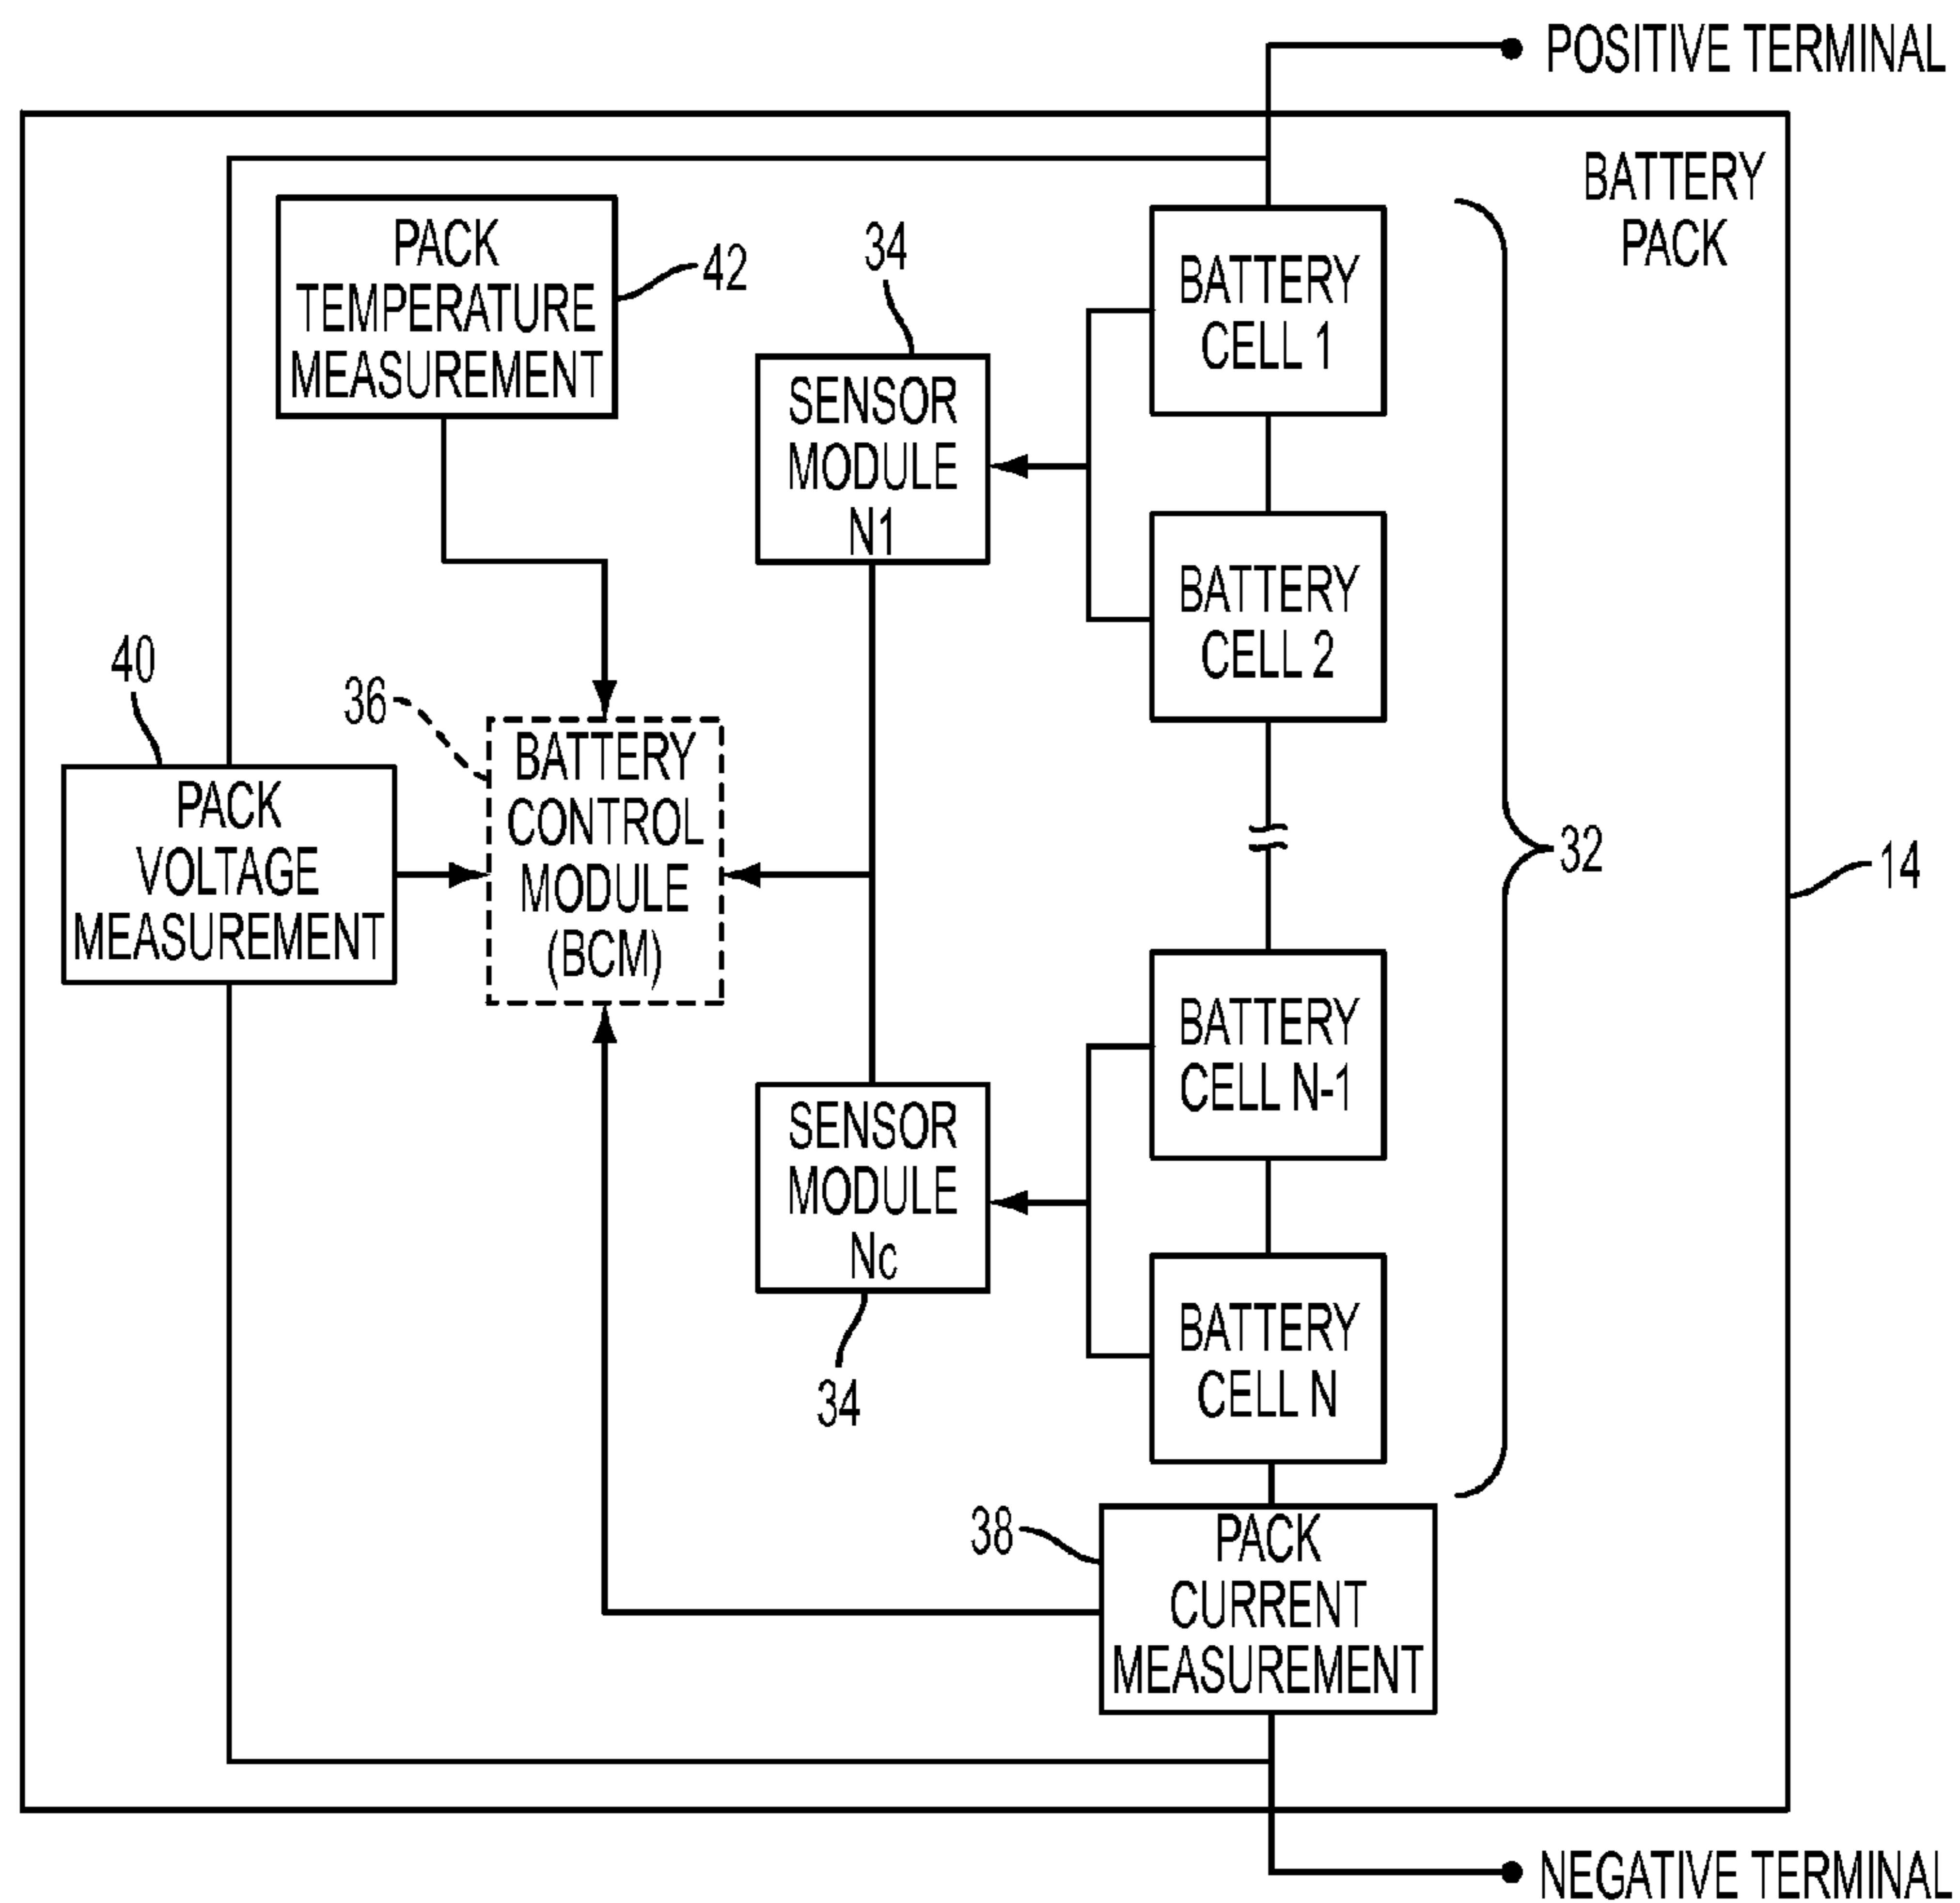 POSITIVE TERMINAL
BATTERY
PACK
PACK
TEMPERATURE
MEASUREMENT
42
34
SENSOR
MODULE
N1
BATTERY
CELL 1
BATTERY
CELL 2
40
PACK
VOLTAGE
MEASUREMENT
36
BATTERY
CONTROL
MODULE
(BCM)
32
14
BATTERY
CELL N-1
SENSOR
MODULE
Nc
34
BATTERY
CELL N
38
PACK
CURRENT
MEASUREMENT
NEGATIVE TERMINAL